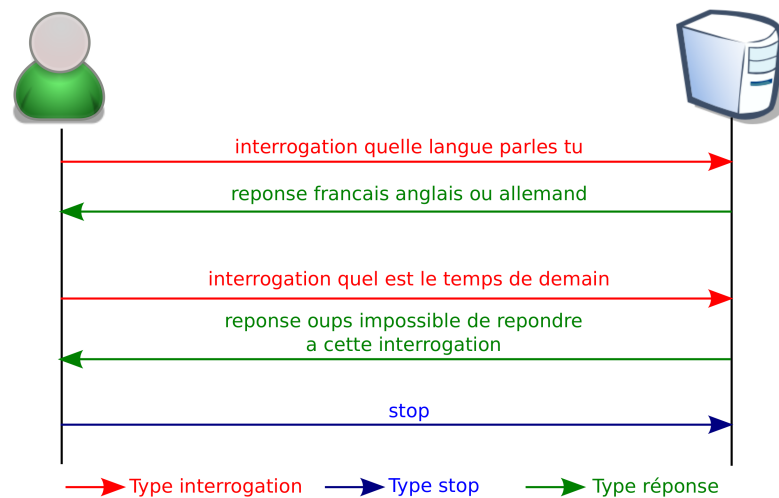 interrogation quelle langue parles tu
reponse francais anglais ou allemand
interrogation quel est le temps de demain
reponse oups impossible de repondre
a cette interrogation
stop
Type interrogation
Type stop
Type réponse